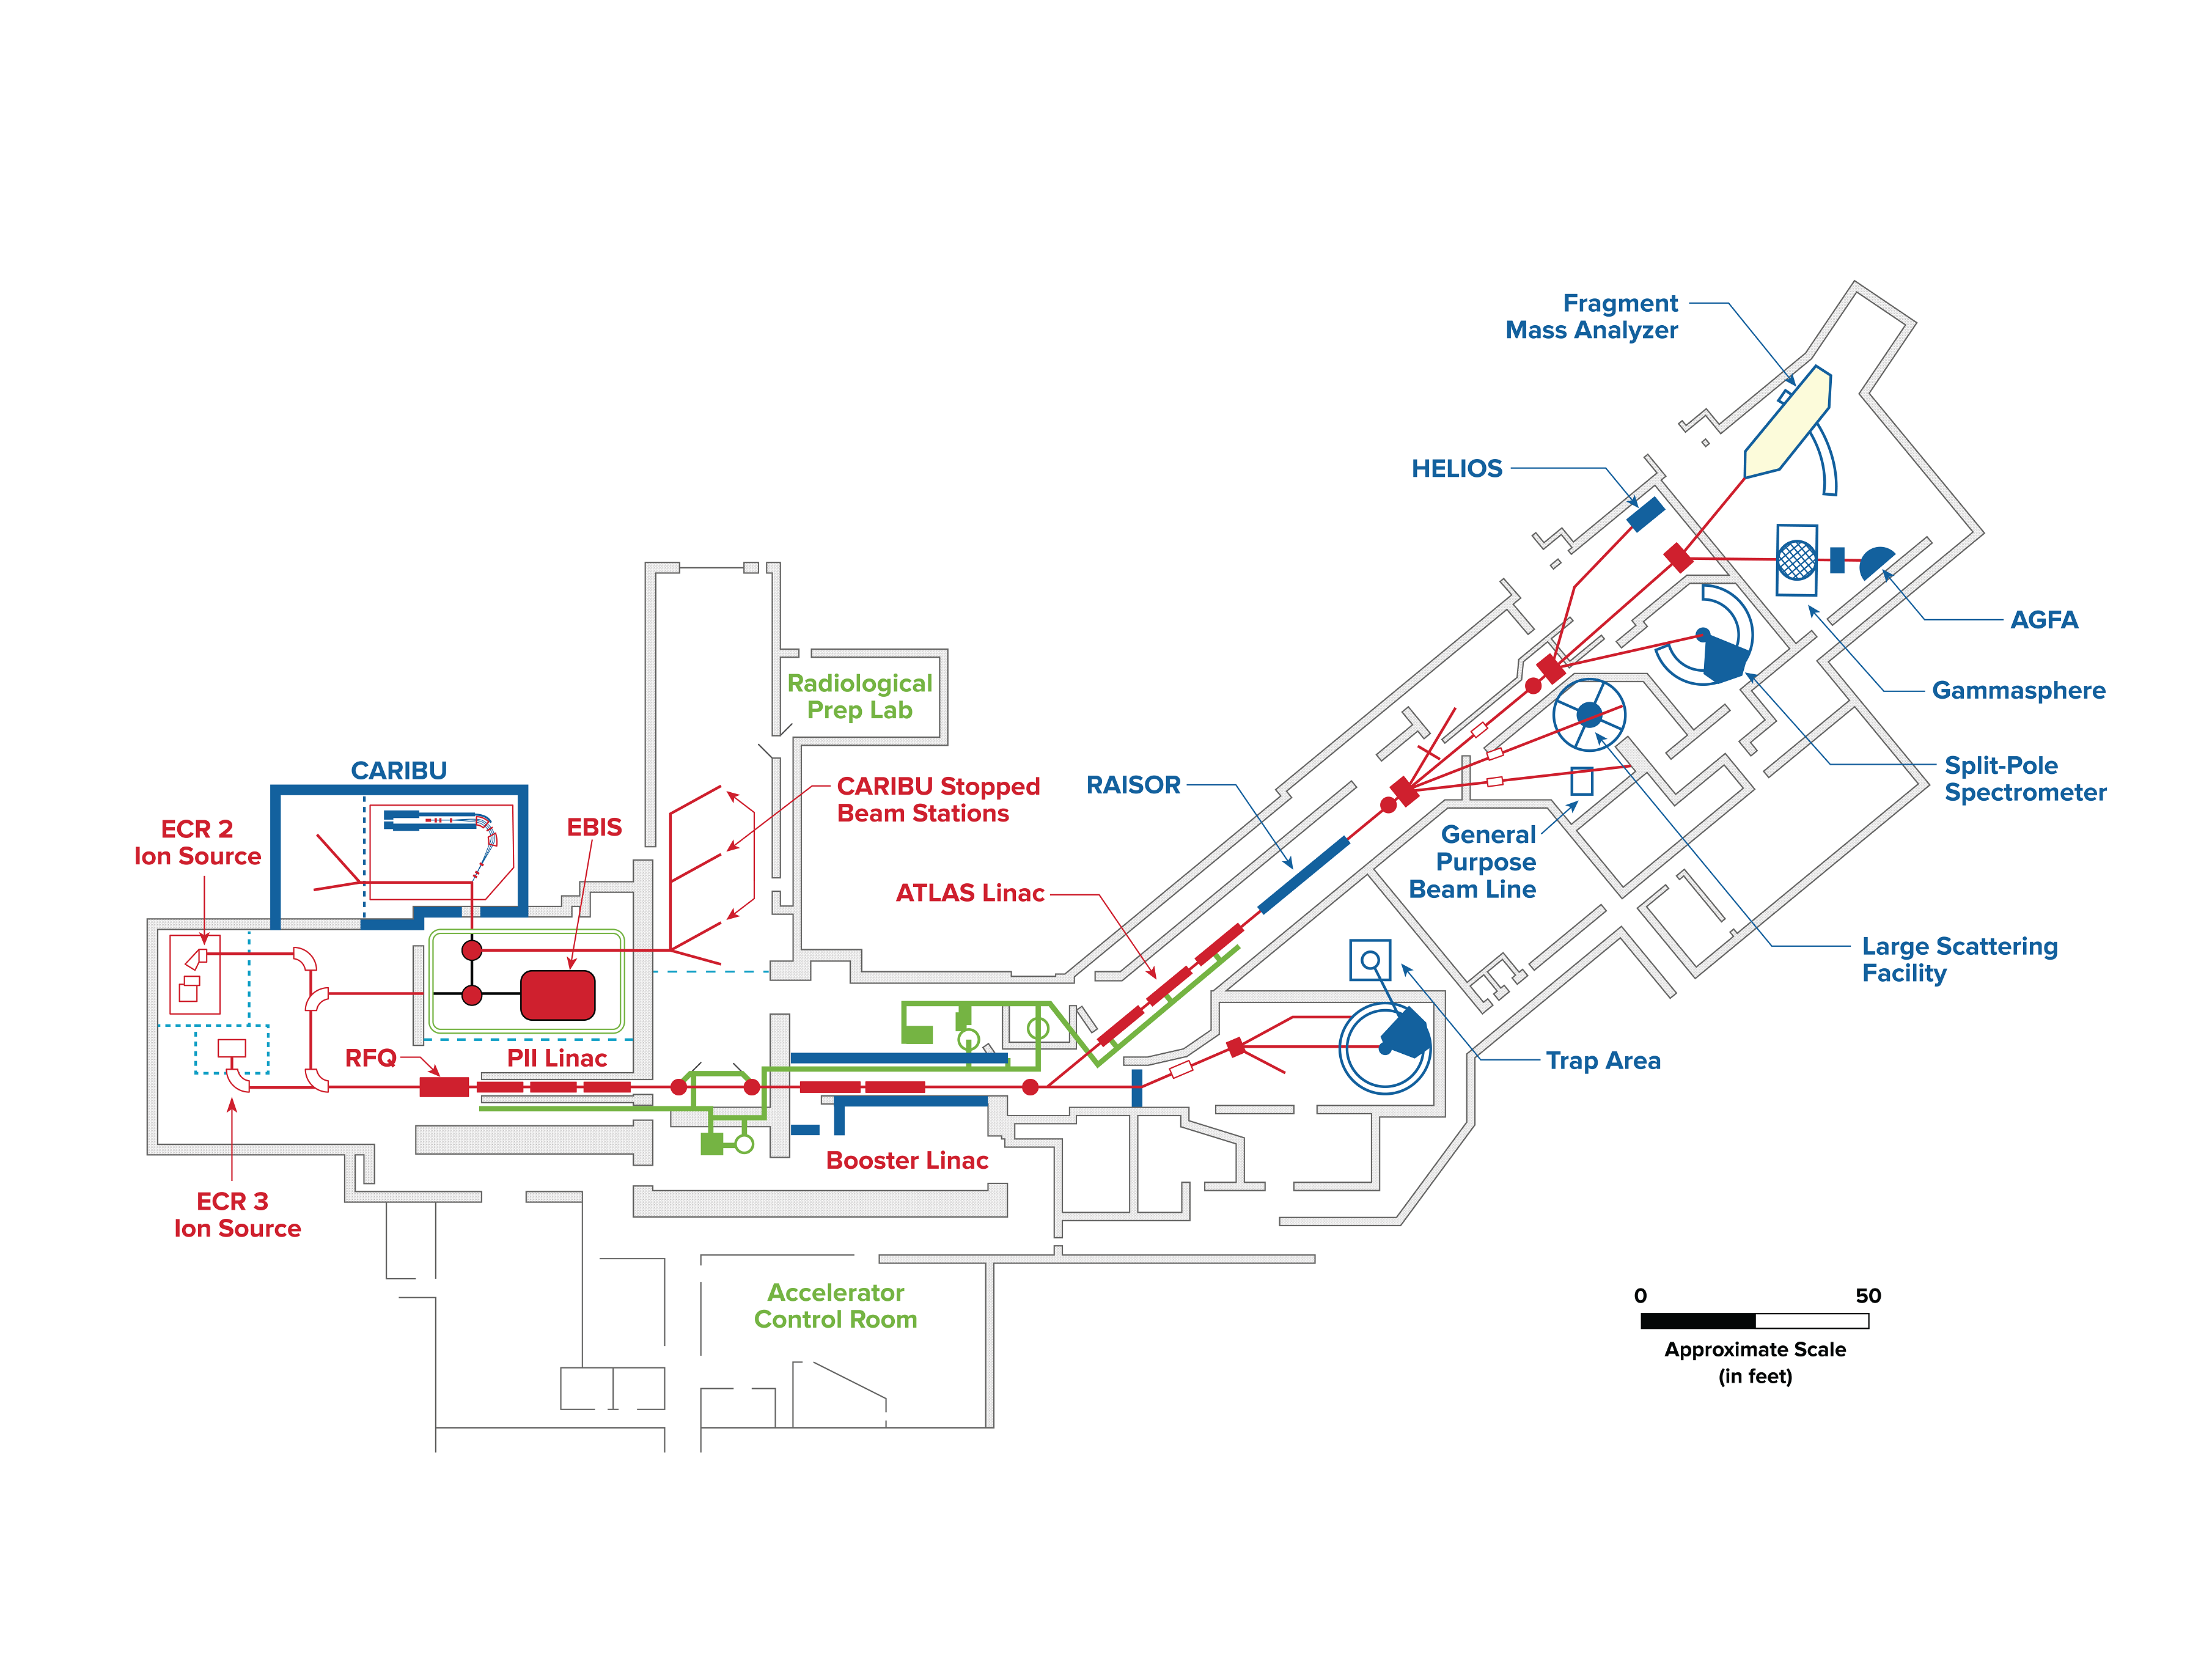 Fragment
Mass Analyzer
HELIOS
AGFA
Radiological
Prep Lab
Gammasphere
CARIBU
CARIBU Stopped
Beam Stations
RAISOR
Split-Pole
Spectrometer
ECR 2
Ion Source
EBIS
General
Purpose
Beam Line
ATLAS Linac
Large Scattering
Facility
RFQ
PII Linac
Trap Area
Booster Linac
ECR 3
Ion Source
Accelerator
Control Room
0 50
Approximate Scale
(in feet)